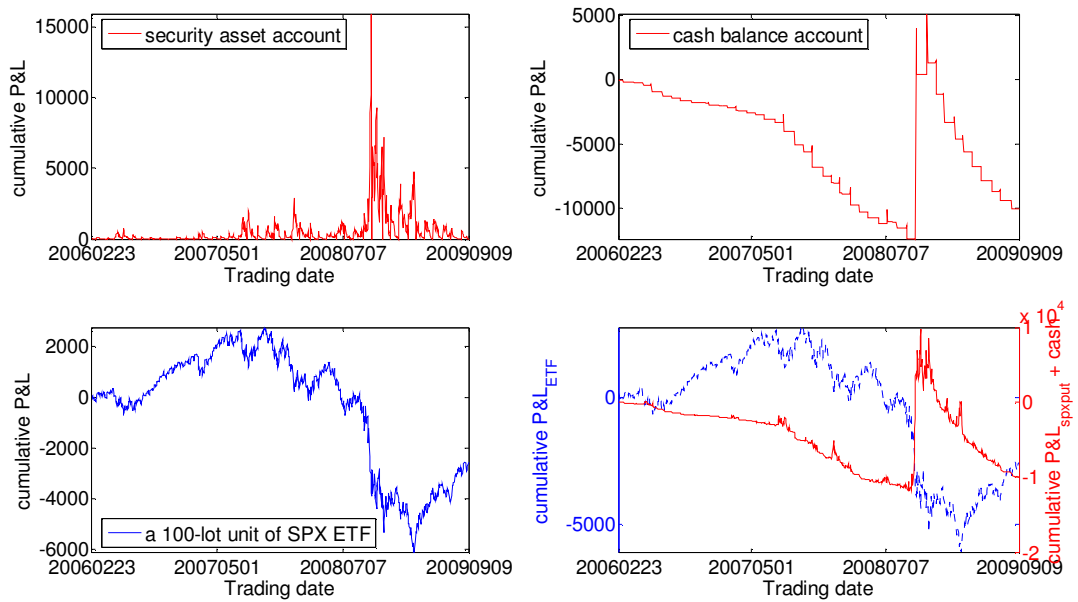 security asset account
15000
10000
5000
0
cumulative P&L
20060223 20070501 20080707 20090909
Trading date
cash balance account
5000
0
-5000
-10000
cumulative P&L
20060223 20070501 20080707 20090909
Trading date
2000
0
-2000
-4000
-6000
cumulative P&L
a 100-lot unit of SPX ETF
20060223 20070501 20080707 20090909
Trading date
0
-5000
cumulative P&L_ETF
x 10^4
1
0
-1
-2
cumulative P&L_spxput + cash
20060223 20070501 20080707 20090909
Trading date